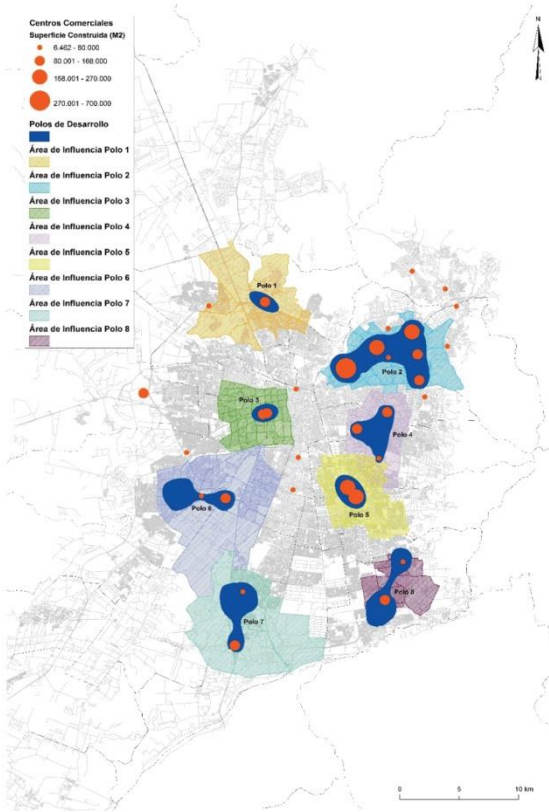 Centros Comerciales
Superficie Construida (M2)
6.462 - 80.000
80.001 - 168.000
168.001 - 270.000
270.001 - 700.000
Polos de Desarrollo
Área de Influencia Polo 1
Área de Influencia Polo 2
Área de Influencia Polo 3
Área de Influencia Polo 4
Área de Influencia Polo 5
Área de Influencia Polo 6
Área de Influencia Polo 7
Área de Influencia Polo 8
N
Polo 1
Polo 2
Polo 3
Polo 4
Polo 5
Polo 6
Polo 7
Polo 8
0 5 10 km